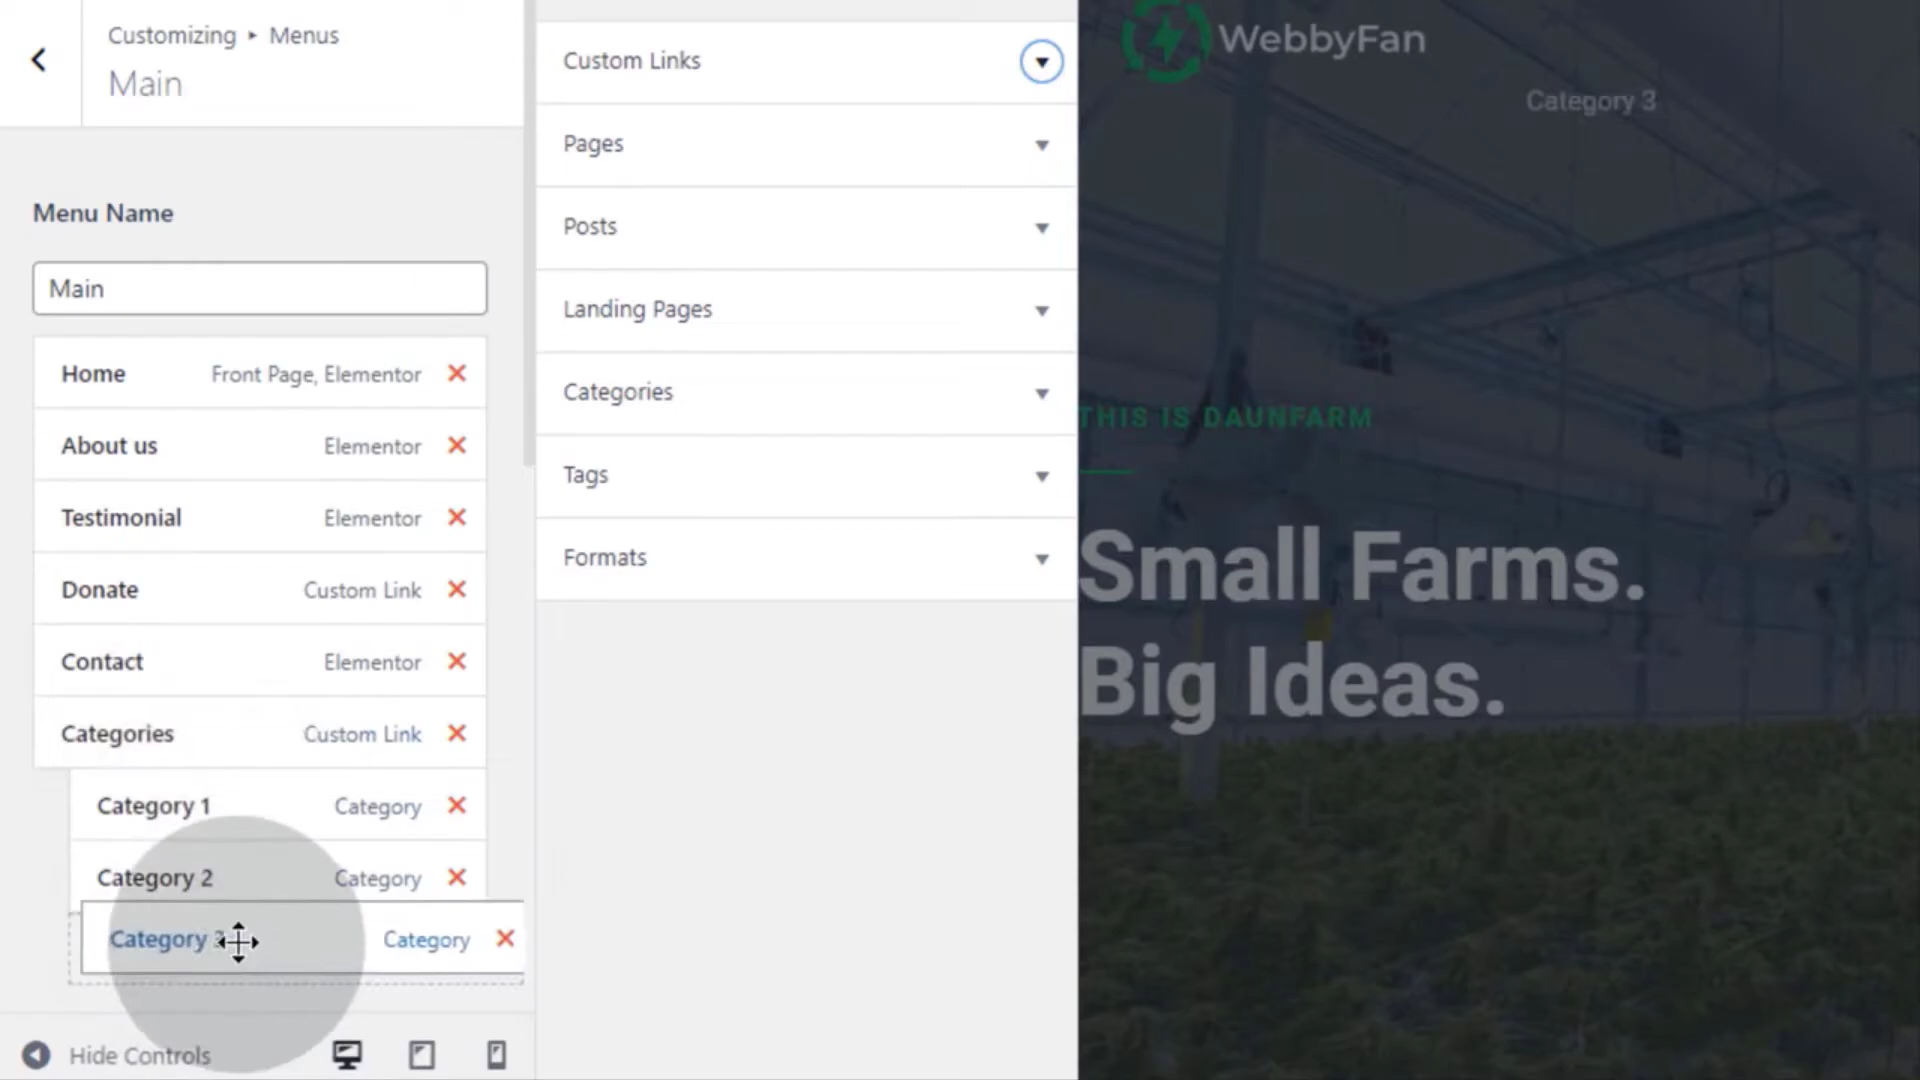 Customizing ▸ Menus
Main
Menu Name
Main
Home Front Page, Elementor
About us Elementor
Testimonial Elementor
Donate Custom Link
Contact Elementor
Categories Custom Link
Category 1 Category
Category 2 Category
Category Category
Hide Controls
Custom Links
Pages
Posts
Landing Pages
Categories
Tags
Formats
WebbyFan
Category 3
THIS IS DAUNFARM
Small Farms.
Big Ideas.